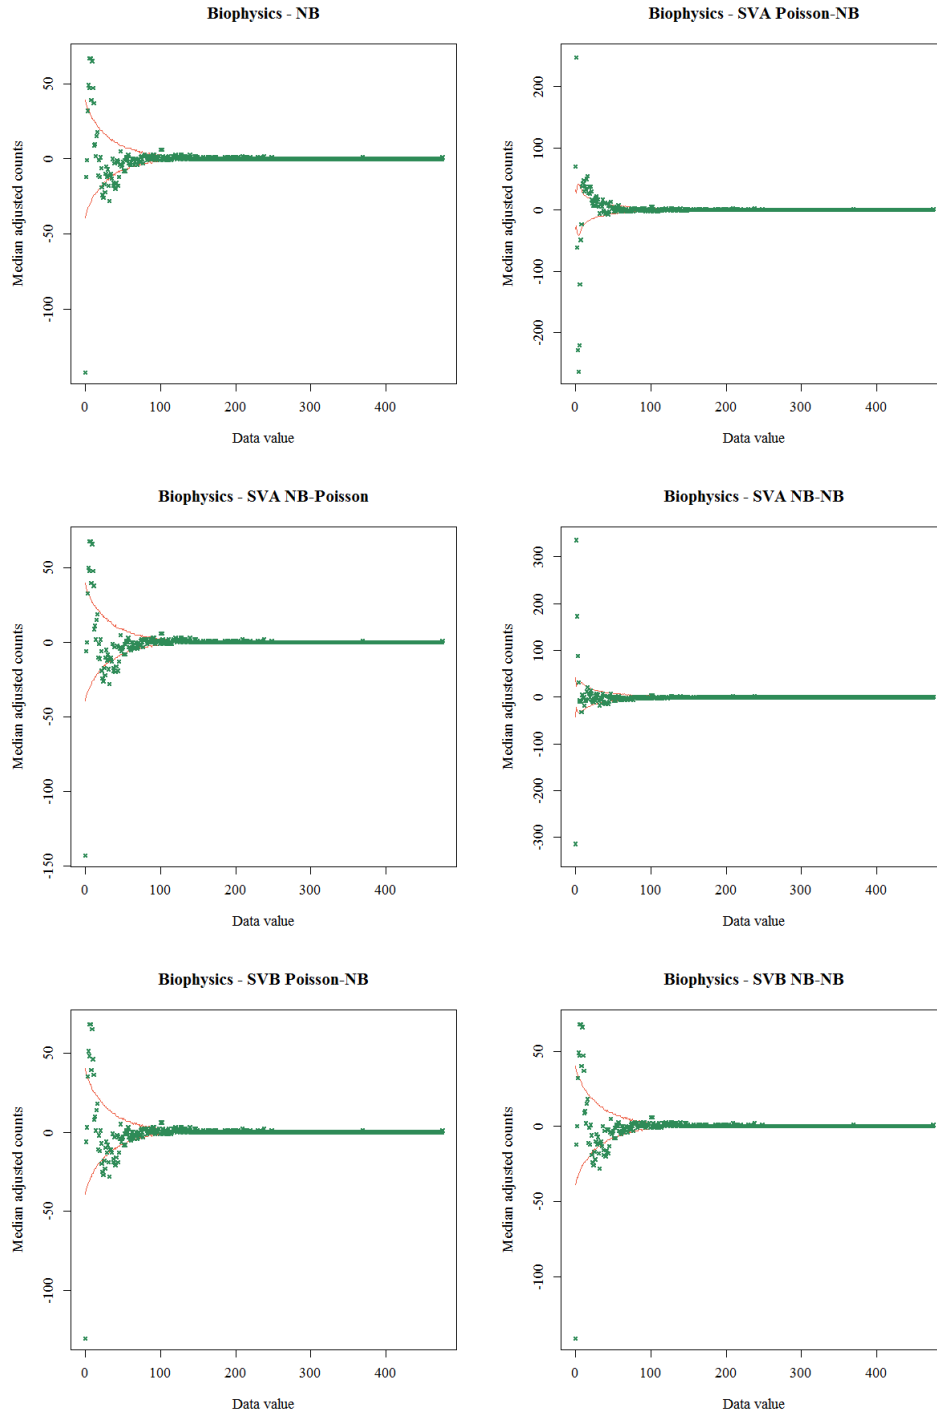 Biophysics - NB
Median adjusted counts
50
0
-50
-100
0 100 200 300 400
Data value
Biophysics - SVA Poisson-NB
Median adjusted counts
200
100
0
-100
-200
0 100 200 300 400
Data value
Biophysics - SVA NB-Poisson
Median adjusted counts
50
0
-50
-100
-150
0 100 200 300 400
Data value
Biophysics - SVA NB-NB
Median adjusted counts
300
200
100
0
-100
-200
-300
0 100 200 300 400
Data value
Biophysics - SVB Poisson-NB
Median adjusted counts
50
0
-50
-100
0 100 200 300 400
Data value
Biophysics - SVB NB-NB
Median adjusted counts
50
0
-50
-100
0 100 200 300 400
Data value